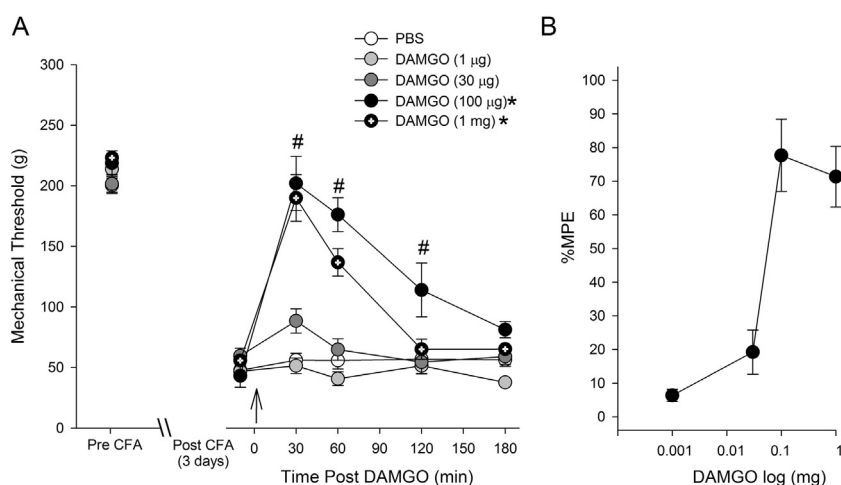 A
PBS
DAMGO (1 μg)
DAMGO (30 μg)
DAMGO (100 μg)*
DAMGO (1 mg) *
Mechanical Threshold (g)
300
250
200
150
100
50
0
#
#
#
Pre CFA
Post CFA
(3 days)
0 30 60 120 180
Time Post DAMGO (min)
B
%MPE
100
90
80
70
60
50
40
30
20
10
0
0.001 0.01 0.1 1
DAMGO log (mg)